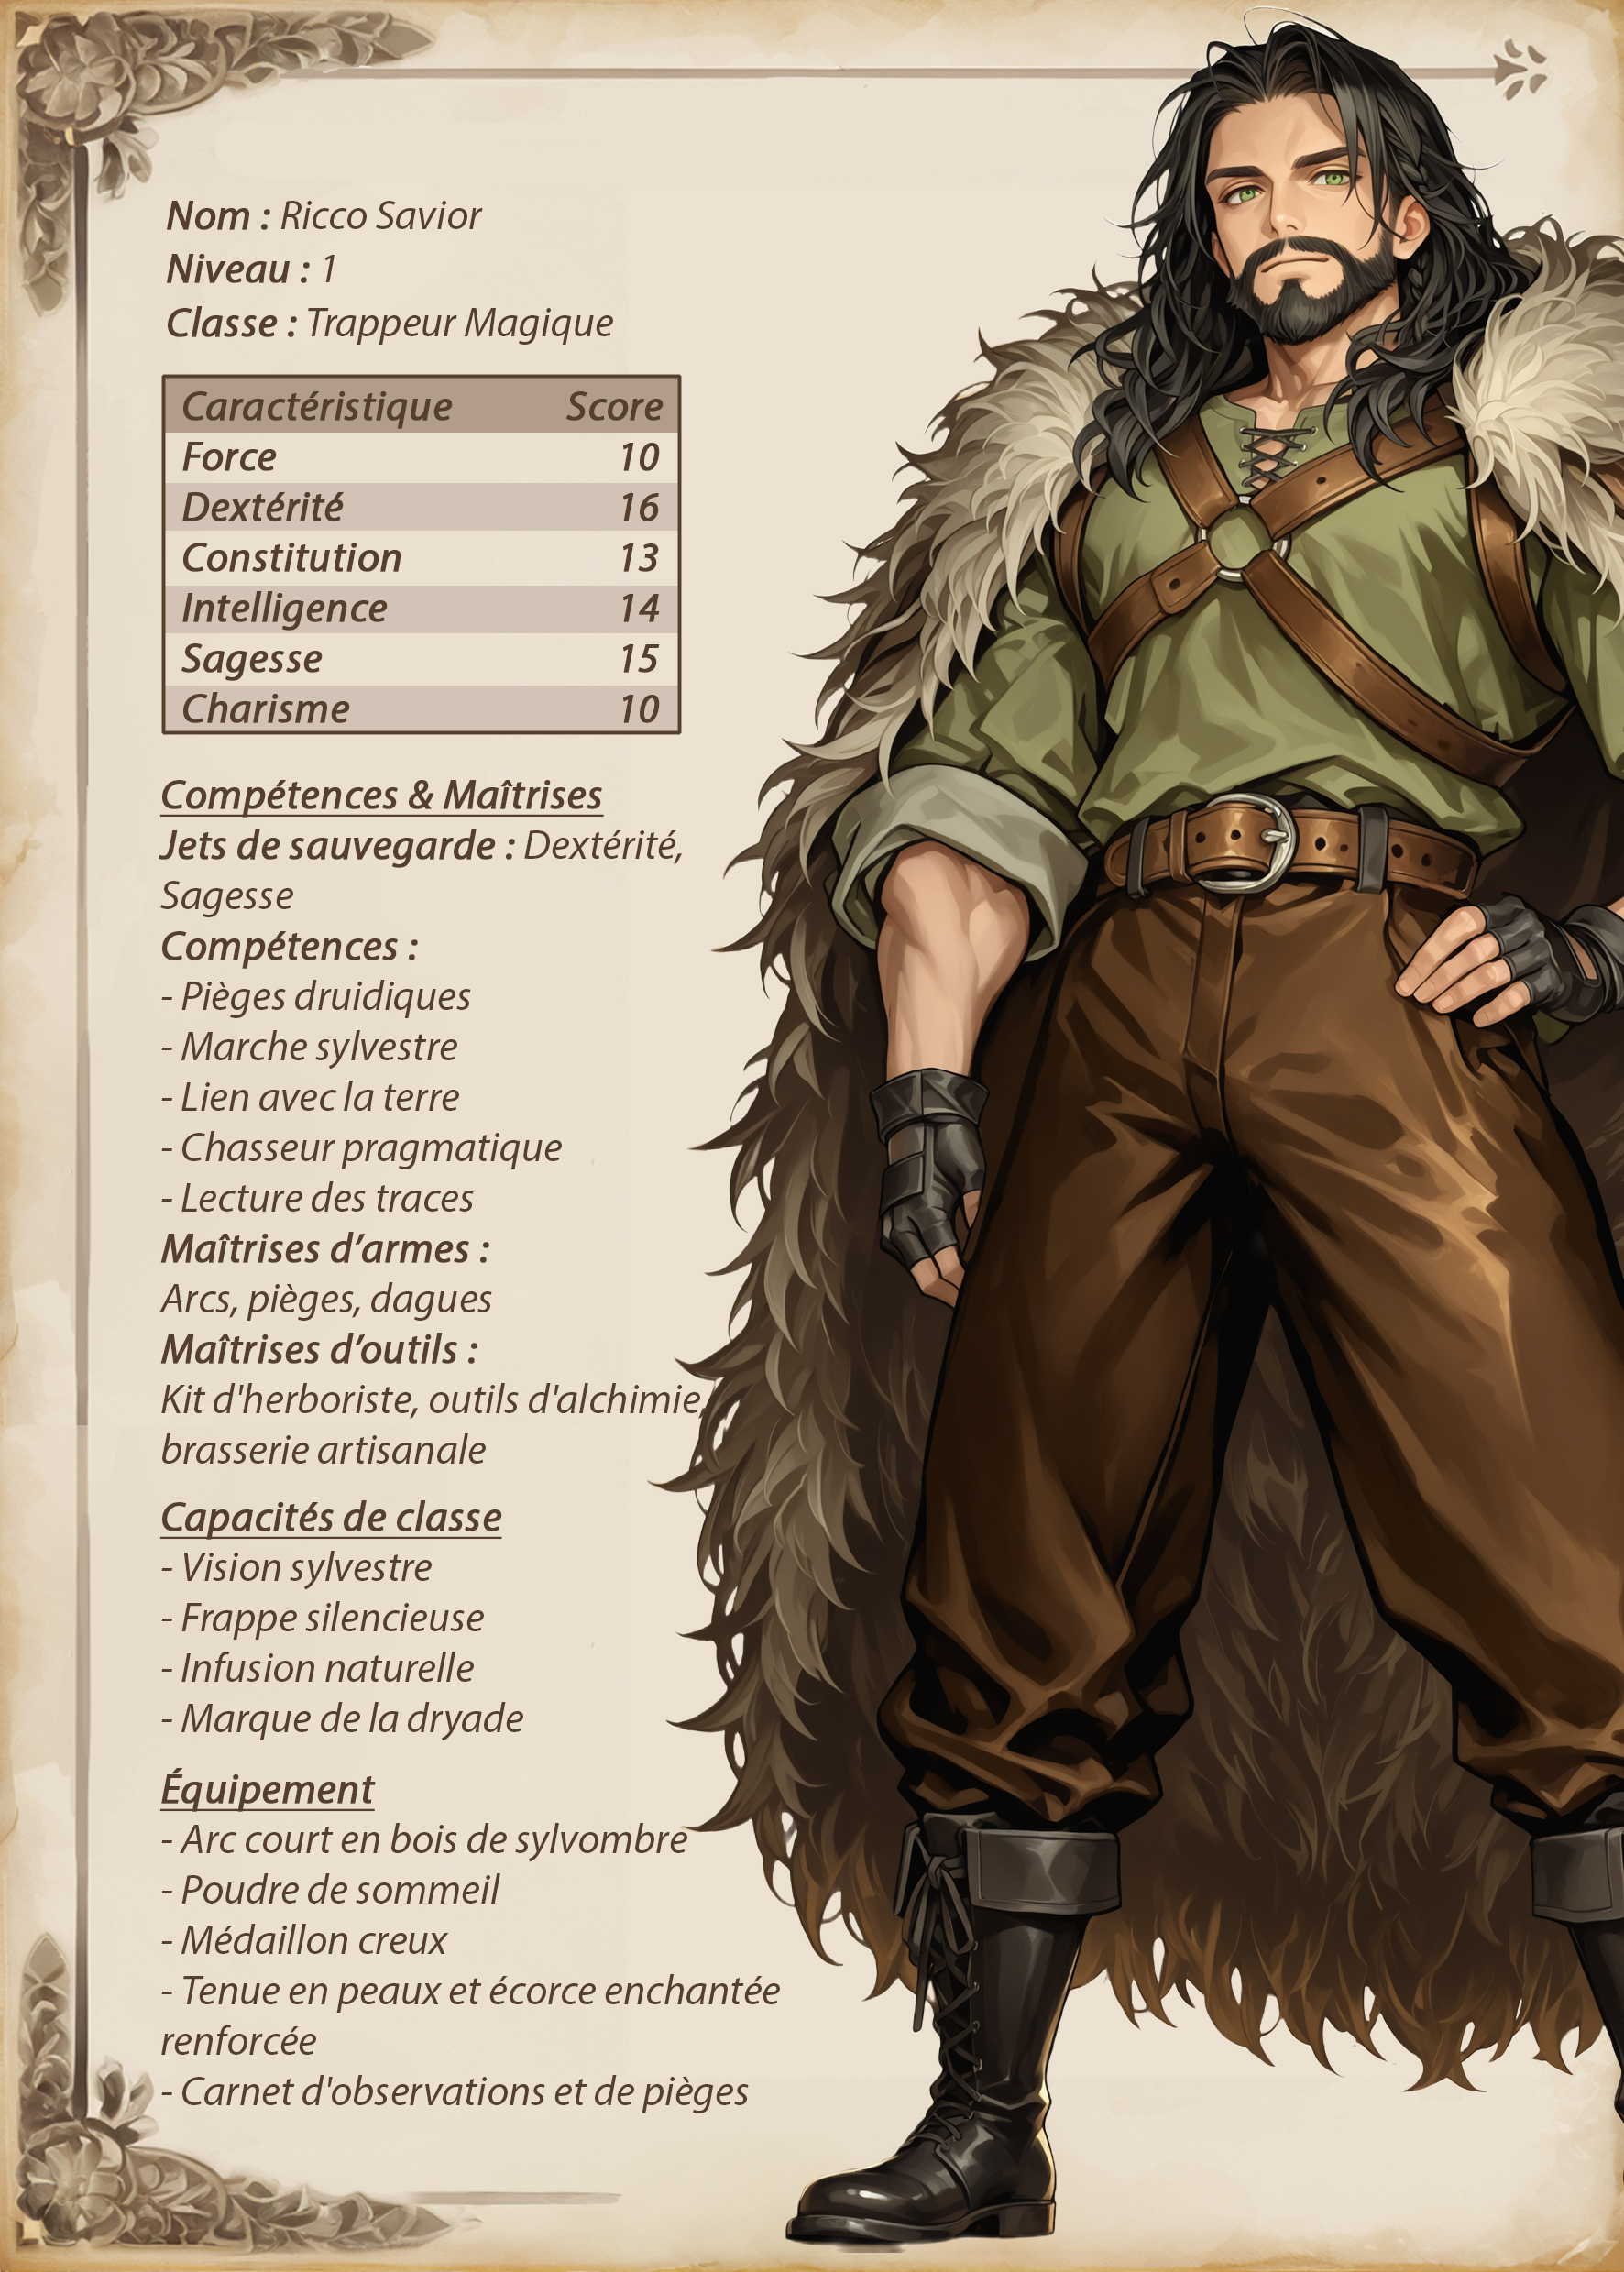 Nom : Ricco Savior
Niveau : 1
Classe : Trappeur Magique
Caractéristique Score
Force 10
Dextérité 16
Constitution 13
Intelligence 14
Sagesse 15
Charisme 10
Compétences & Maîtrises
Jets de sauvegarde : Dextérité,
Sagesse
Compétences :
- Pièges druidiques
- Marche sylvestre
- Lien avec la terre
- Chasseur pragmatique
- Lecture des traces
Maîtrises d’armes :
Arcs, pièges, dagues
Maîtrises d’outils :
Kit d'herboriste, outils d'alchimie,
brasserie artisanale
Capacités de classe
- Vision sylvestre
- Frappe silencieuse
- Infusion naturelle
- Marque de la dryade
Équipement
- Arc court en bois de sylvombre
- Poudre de sommeil
- Médaillon creux
- Tenue en peaux et écorce enchantée
renforcée
- Carnet d'observations et de pièges